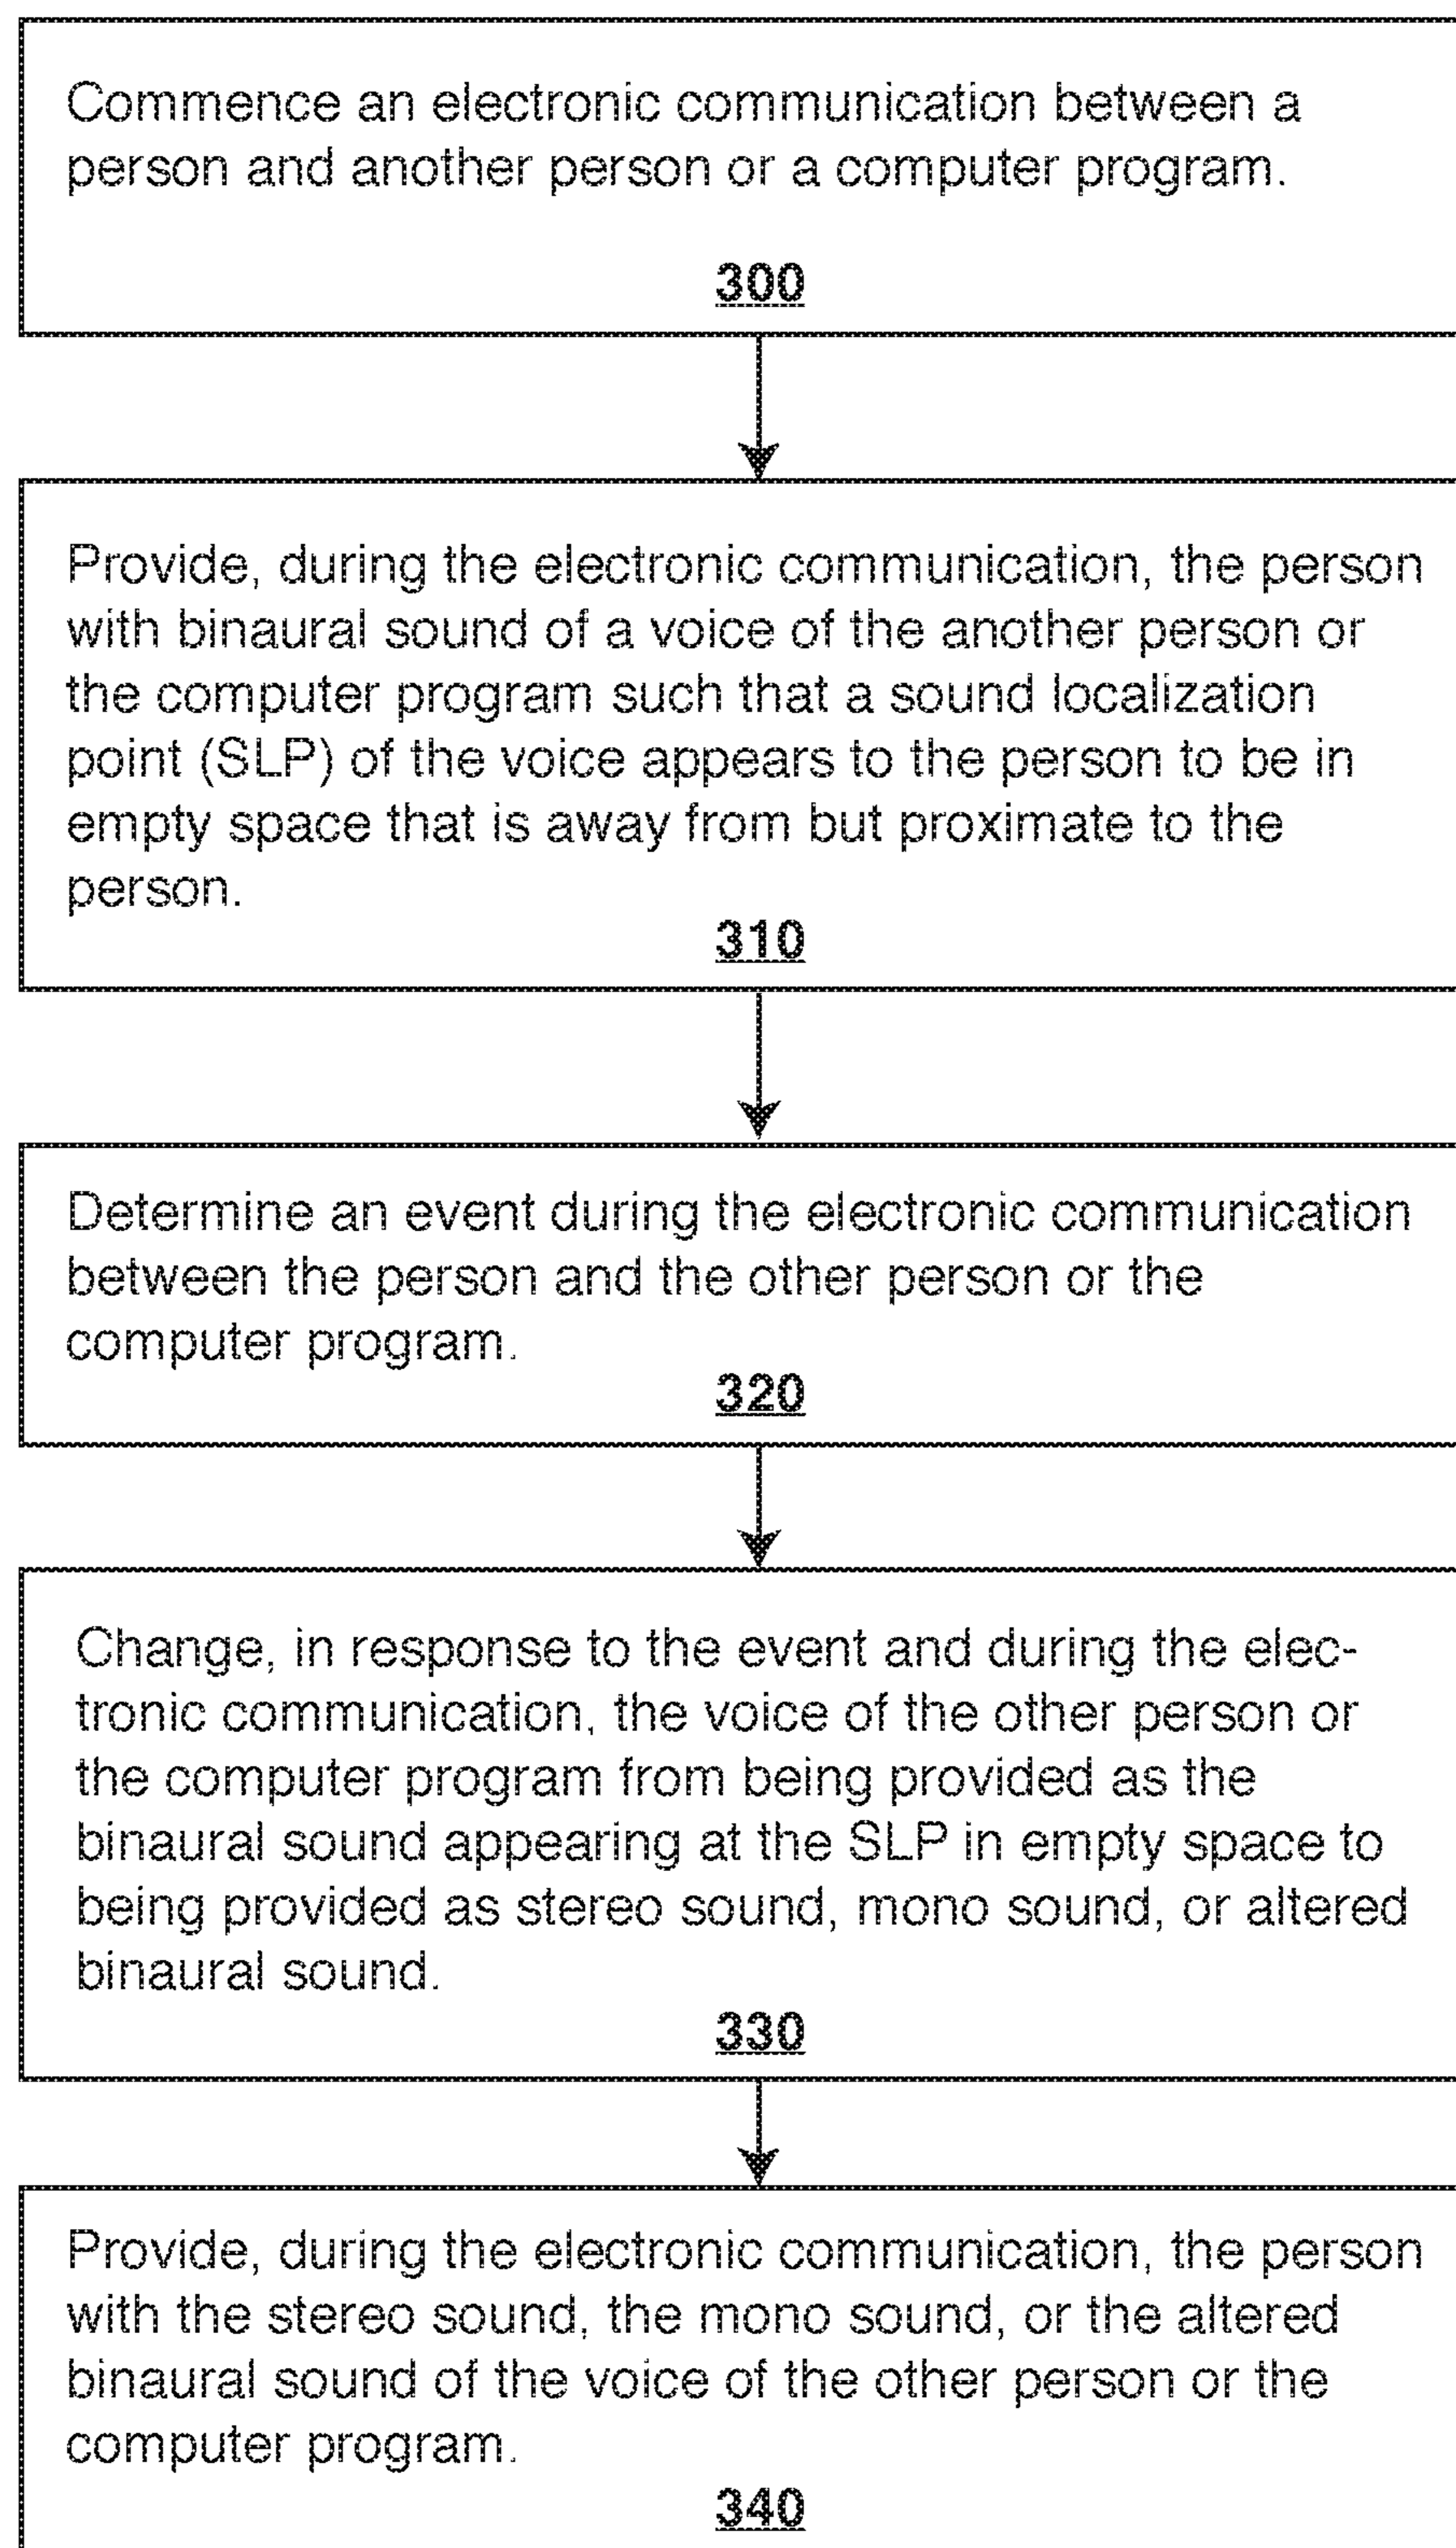 Commence an electronic communication between a
person and another person or a computer program.
300
Provide, during the electronic communication, the person
with binaural sound of a voice of the another person or
the computer program such that a sound localization
point (SLP) of the voice appears to the person to be in
empty space that is away from but proximate to the
person.
310
Determine an event during the electronic communication
between the person and the other person or the
computer program.
320
Change, in response to the event and during the elec-
tronic communication, the voice of the other person or
the computer program from being provided as the
binaural sound appearing at the SLP in empty space to
being provided as stereo sound, mono sound, or altered
binaural sound.
330
Provide, during the electronic communication, the person
with the stereo sound, the mono sound, or the altered
binaural sound of the voice of the other person or the
computer program.
340